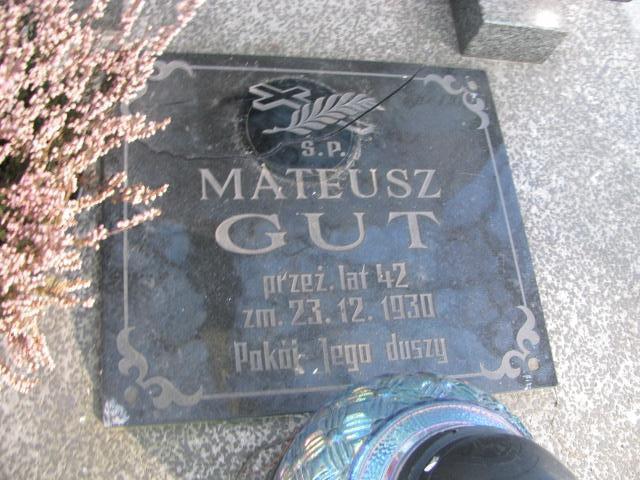 Ś.P.
MATEUSZ
GUT
przeż. lat 42
zm. 23.12.1930
Pokój Jego duszy